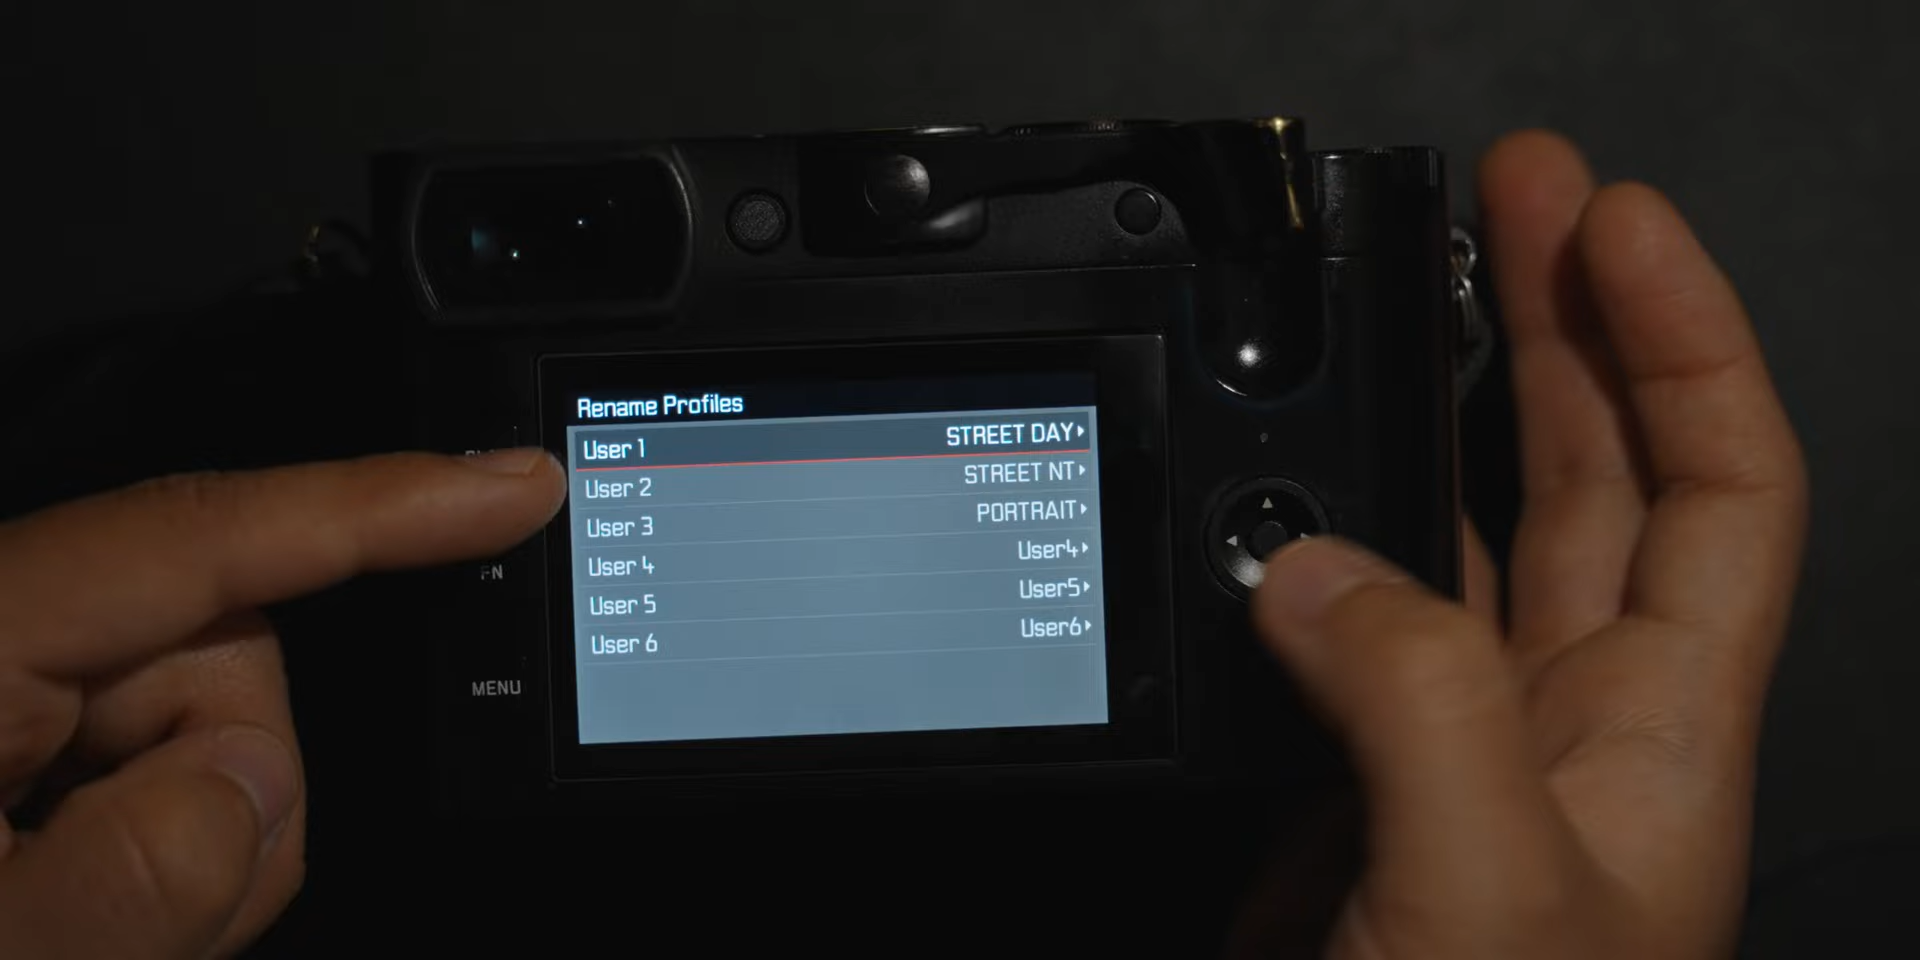 Rename Profiles
User 1 STREET DAY
User 2 STREET NT
User 3 PORTRAIT
User 4 User4
User 5 User5
User 6 User6
FN
MENU